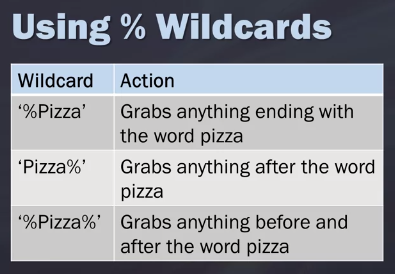 Using % Wildcards
Wildcard Action
‘%Pizza’ Grabs anything ending with
the word pizza
‘Pizza%’ Grabs anything after the word
pizza
‘%Pizza%’ Grabs anything before and
after the word pizza